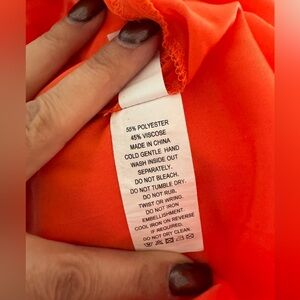 55% POLYESTER
45% VISCOSE
MADE IN CHINA
COLD GENTLE. HAND
WASH INSIDE OUT
SEPARATELY.
DO NOT BLEACH.
DO NOT TUMBLE DRY.
DO NOT RUB.
TWIST OR WRING.
DO NOT IRON
EMBELLISHMENT.
COOL IRON ON REVERSE
IF REQUIRED.
DO NOT DRY CLEAN.